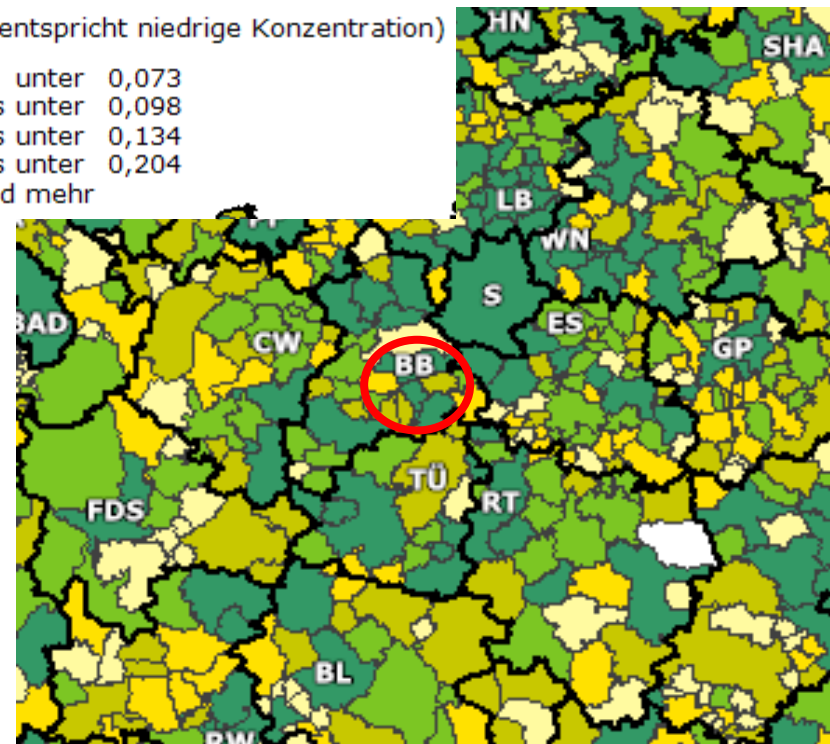 entspricht niedrige Konzentration)
unter 0,073
s unter 0,098
s unter 0,134
s unter 0,204
d mehr
HN
SHA
LB
WN
S
BAD
CW
ES
BB
GP
TÜ
RT
FDS
BL
RW